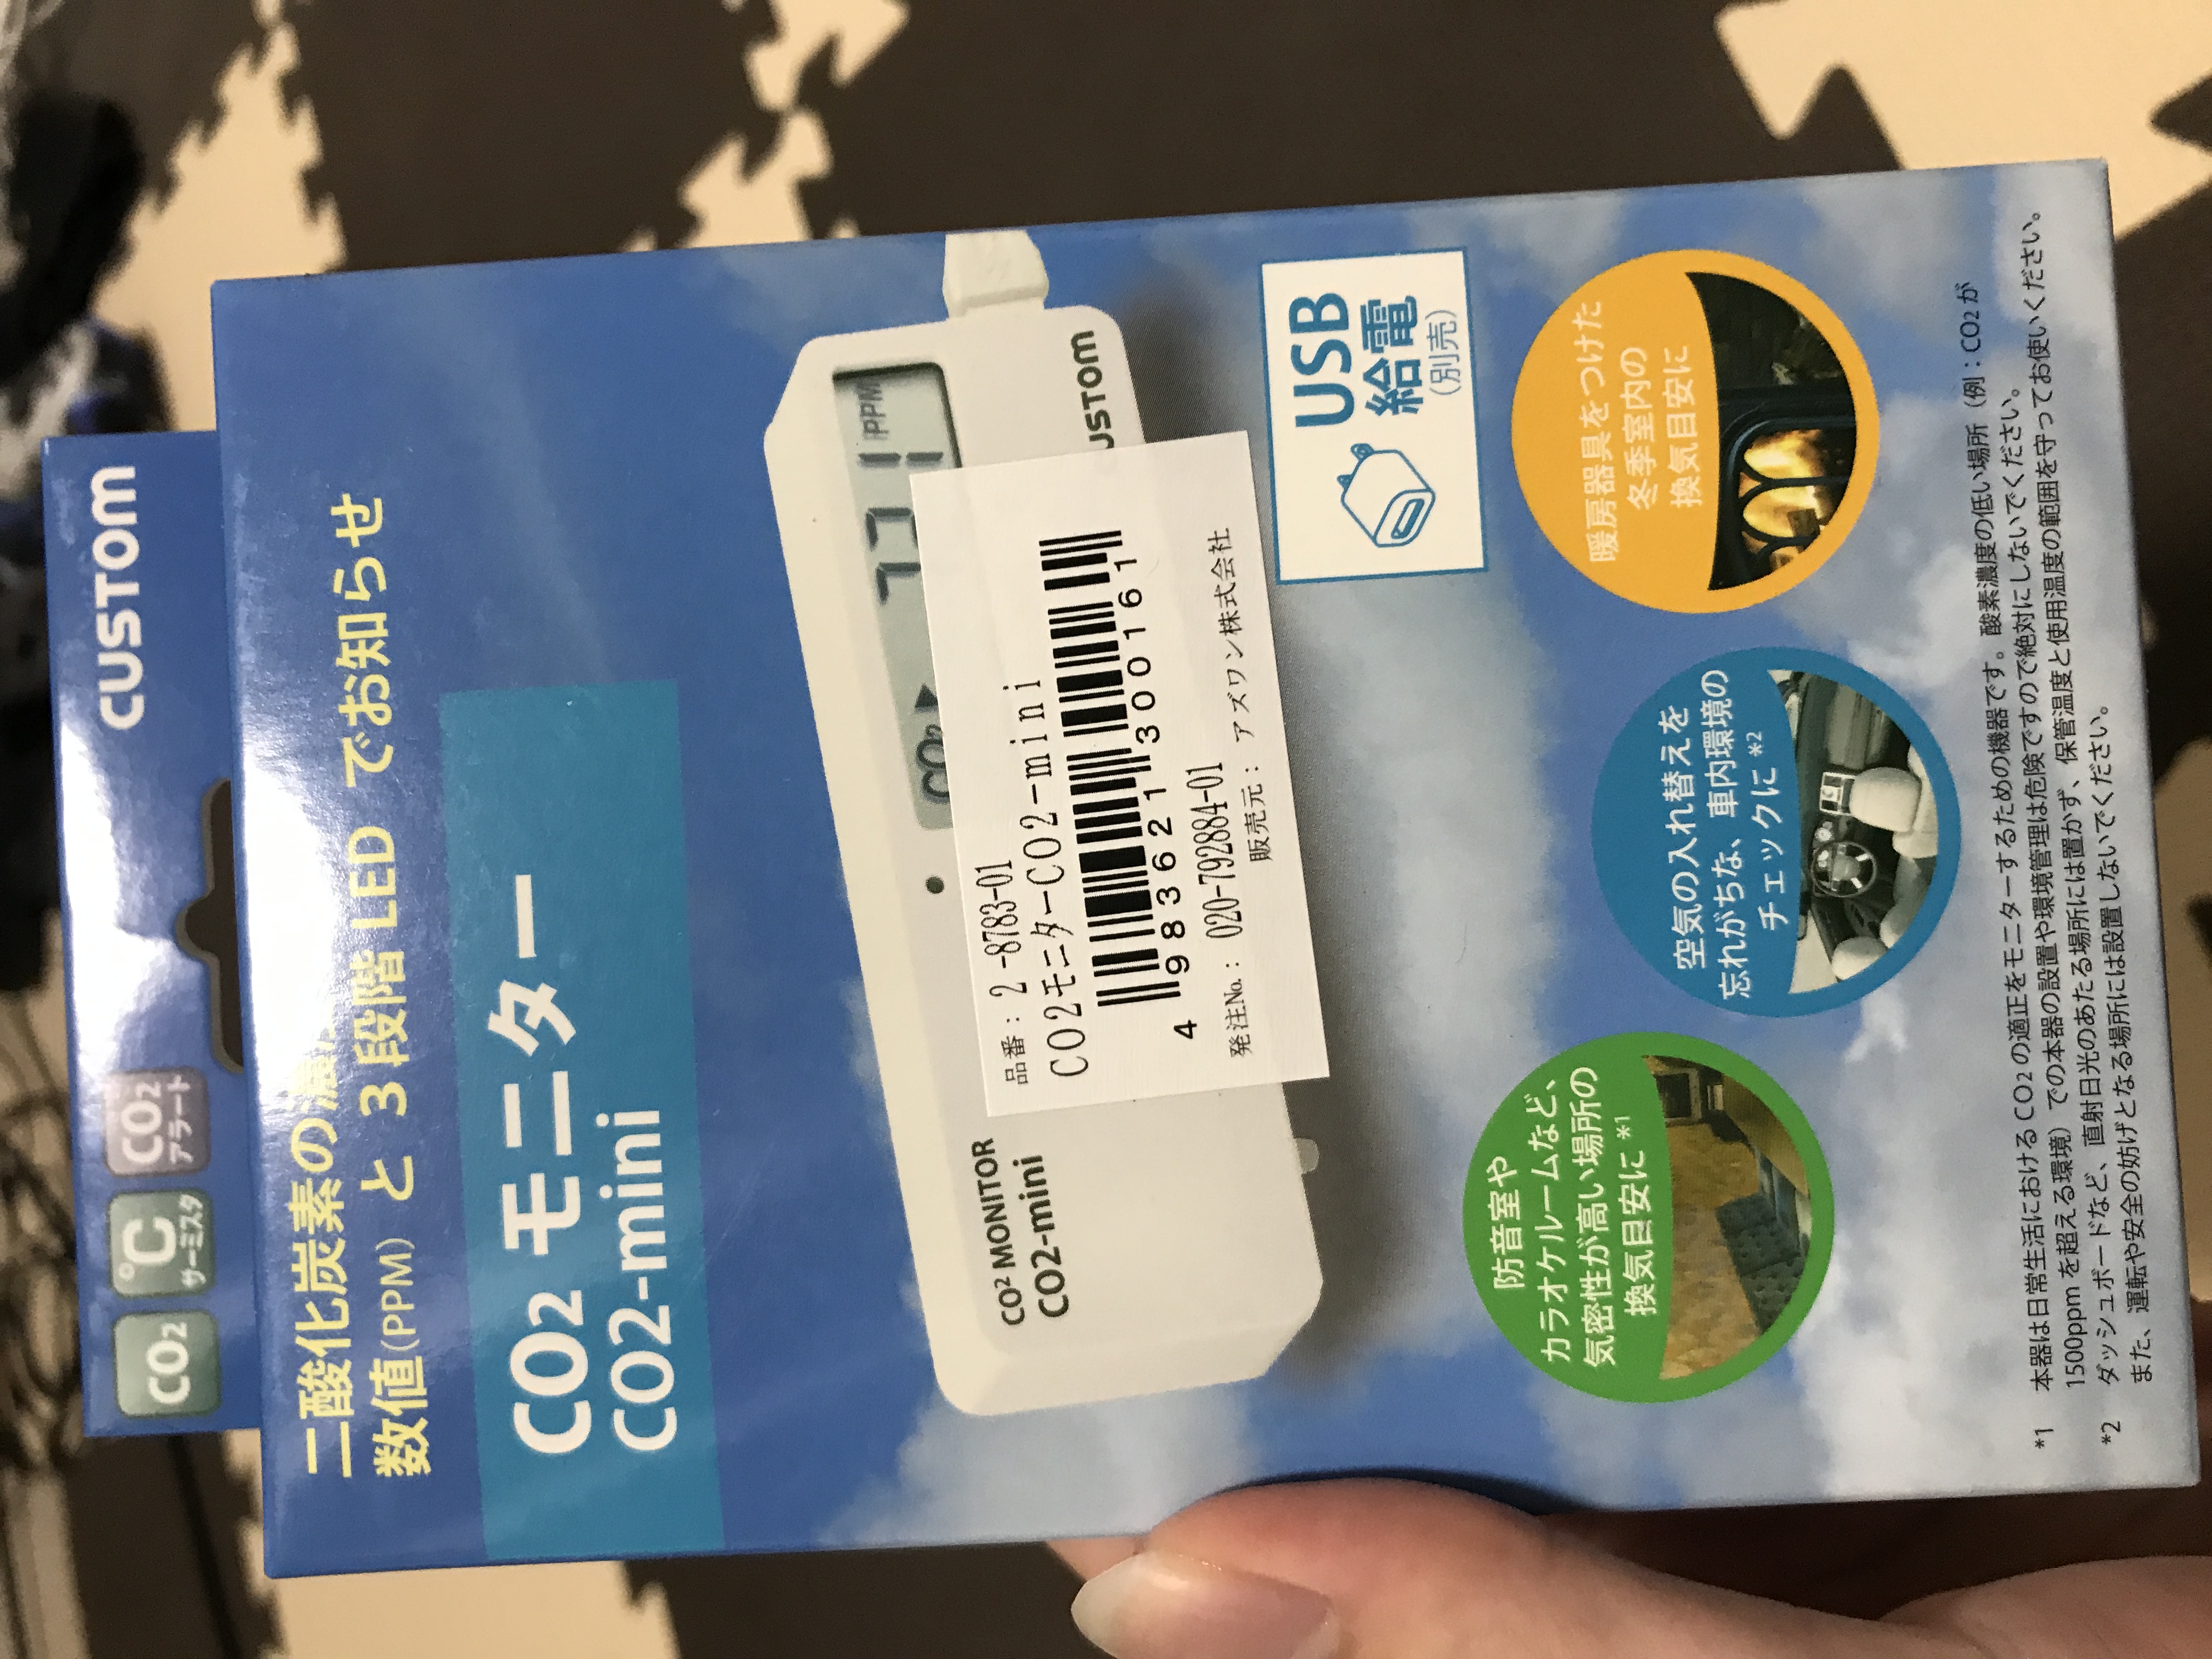 CO2
℃
サーミスタ
CO2
アラート
CUSTOM
二酸化炭素の濃度
数値(PPM) と 3段階 LED でお知らせ
CO2 モニター
CO2-mini
CO2 ▶
PPM
CO2 MONITOR
CO2-mini
USTOM
品番: 2 -8783-01
CO2モニターCO2-mini
4 983621 300161
発注No.: 020-792884-01
販売元: アズワン株式会社
USB
給電
(別売)
防音室や
カラオケルームなど、
気密性が高い場所の
換気目安に *1
空気の入れ替えを
忘れがちな、車内環境の
チェックに *2
暖房器具をつけた
冬季室内の
換気目安に
*1 本器は日常生活における CO2 の適正をモニターするための機器です。酸素濃度の低い場所（例：CO2 が
1500ppm を超える環境）での本器の設置や環境管理は危険ですので絶対にしないでください。
*2 ダッシュボードなど、直射日光のあたる場所には置かず、保管温度と使用温度の範囲を守ってお使いください。
また、運転や安全の妨げとなる場所には設置しないでください。